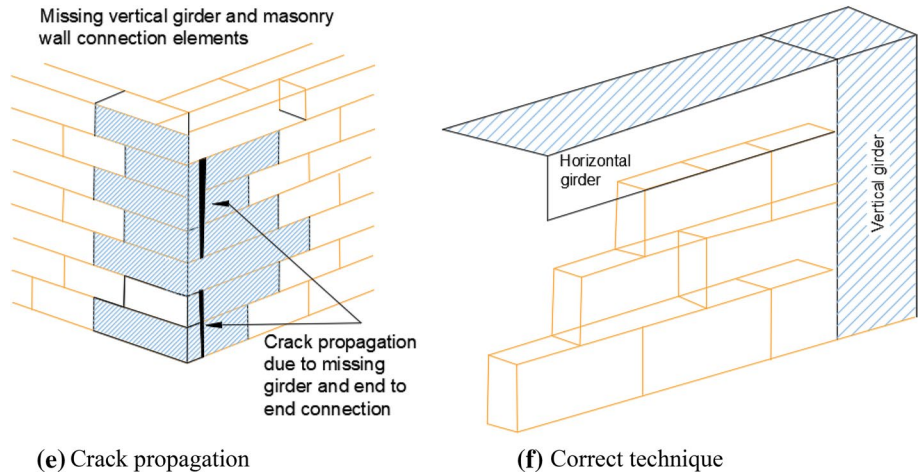 Missing vertical girder and masonry
wall connection elements
Crack propagation
due to missing
girder and end to
end connection
(e) Crack propagation
Horizontal
girder
Vertical girder
(f) Correct technique